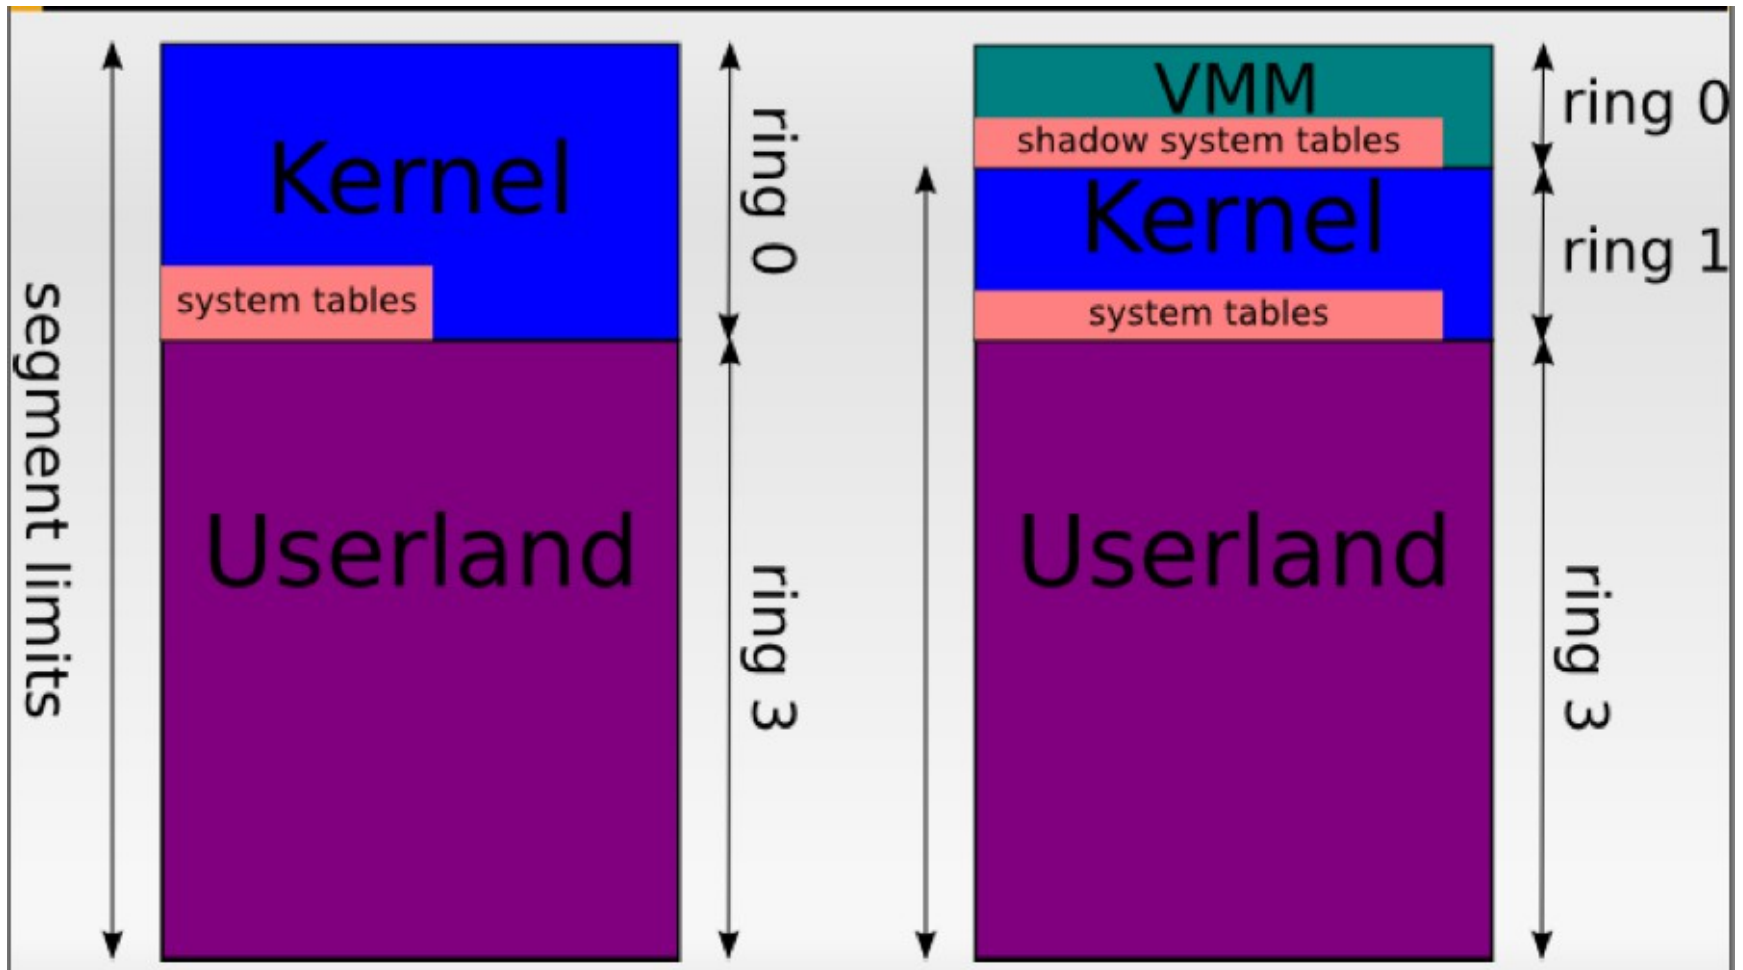 segment limits
Kernel
system tables
Userland
ring 0
ring 3
VMM
shadow system tables
Kernel
system tables
Userland
ring 0
ring 1
ring 3